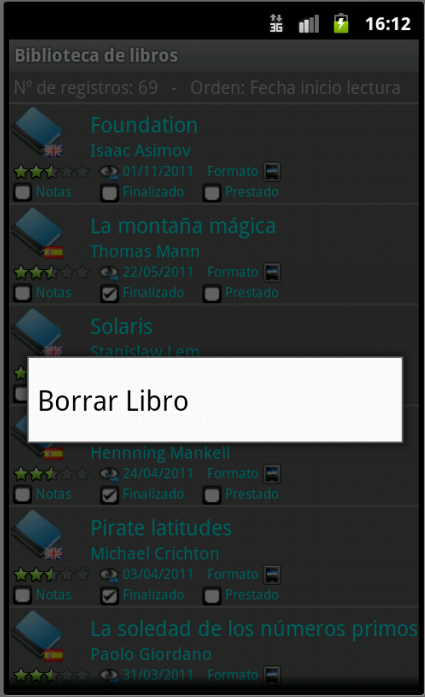 3G 16:12
Biblioteca de libros
Nº de registros: 69 - Orden: Fecha inicio lectura
Foundation
Isaac Asimov
01/11/2011 Formato
Notas Finalizado Prestado
La montaña mágica
Thomas Mann
22/05/2011 Formato
Notas Finalizado Prestado
Solaris
Stanislaw Lem
Borrar Libro
Hennning Mankell
24/04/2011 Formato
Notas Finalizado Prestado
Pirate latitudes
Michael Crichton
03/04/2011 Formato
Notas Finalizado Prestado
La soledad de los números primos
Paolo Giordano
31/03/2011 Formato